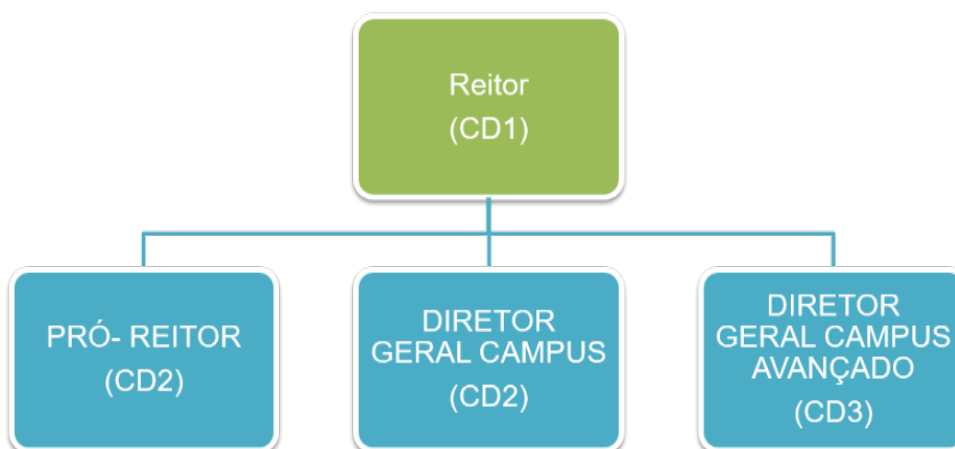 Reitor
(CD1)
PRÓ- REITOR
(CD2)
DIRETOR
GERAL CAMPUS
(CD2)
DIRETOR
GERAL CAMPUS
AVANÇADO
(CD3)